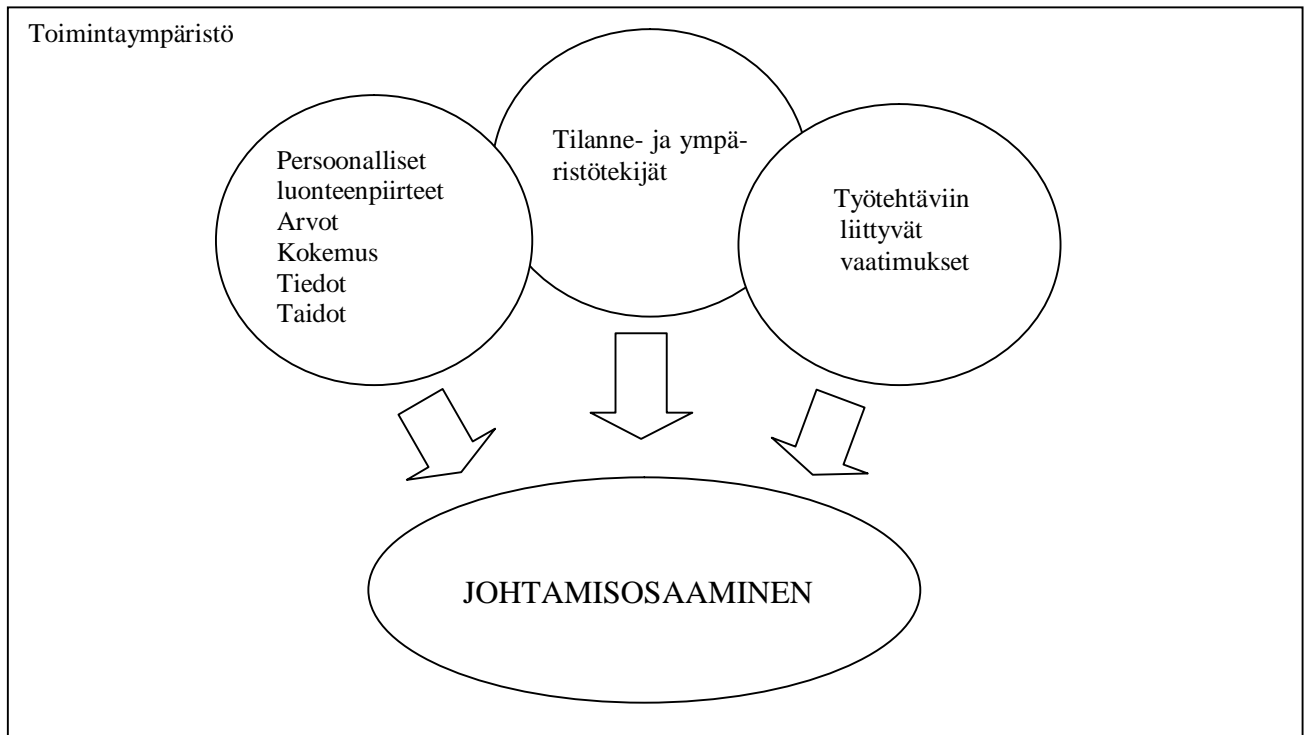 Toimintaympäristö
Persoonalliset
luonteenpiirteet
Arvot
Kokemus
Tiedot
Taidot
Tilanne- ja ympä-
ristötekijät
Työtehtäviin
liittyvät
vaatimukset
JOHTAMISOSAAMINEN